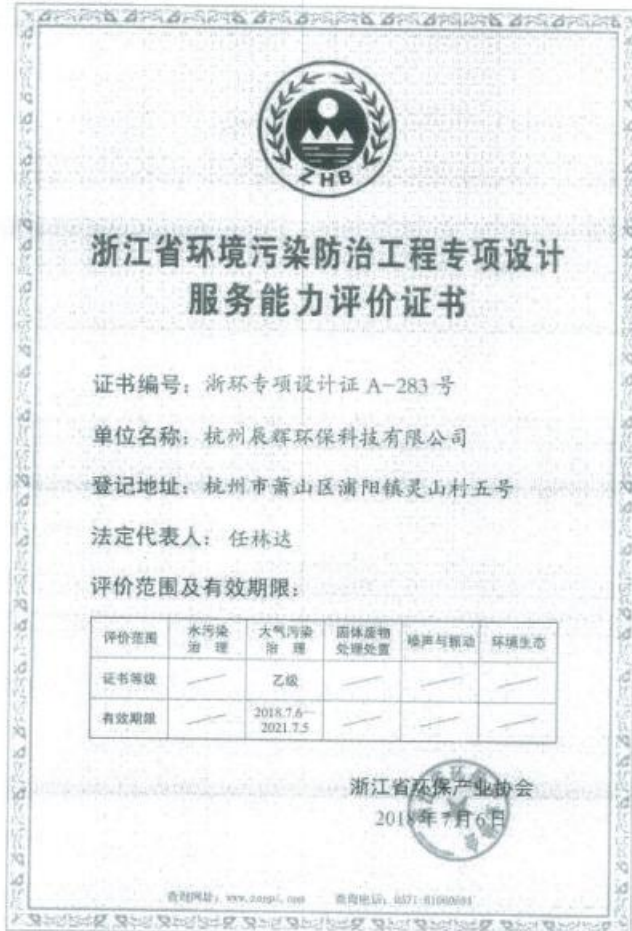 ZHB
浙江省环境污染防治工程专项设计
服务能力评价证书
证书编号：浙环专项设计证 A-283 号
单位名称：杭州辰辉环保科技有限公司
登记地址：杭州市萧山区浦阳镇灵山村五号
法定代表人：任林达
评价范围及有效期限：
评价范围 水污染治理 大气污染治理 固体废物处理处置 噪声与振动 环境生态
证书等级 乙级
有效期限 2018.7.6—2021.7.5
浙江省环保产业协会
2018年7月6日
查询网址： 查询电话：